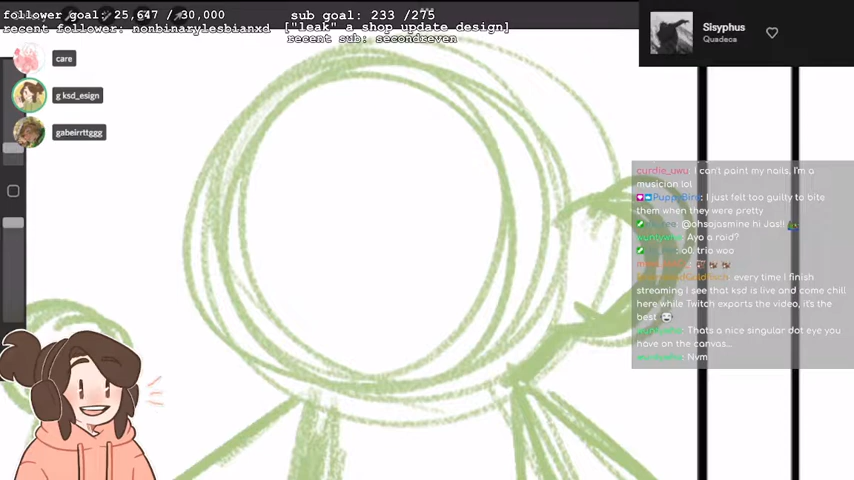 follower goal: 25,647 / 30,000
recent follower: nonbinarylesbianxd
sub goal: 233 /275
["leak" a shop update design]
recent sub: secondreven
Sisyphus
Quadeca
care
g ksd_esign
gabeirrttggg
curdie_uwu: I can't paint my nails, I'm a
musician lol
PuppyBird: I just felt too guilty to bite
them when they were pretty
@ohsojasmine hi Jas!!
wuntywhe: Ayo a raid?
o0, trio woo
every time I finish
streaming I see that ksd is live and come chill
here while Twitch exports the video, it's the
best
Thats a nice singular dot eye you
have on the canvas...
Nvm